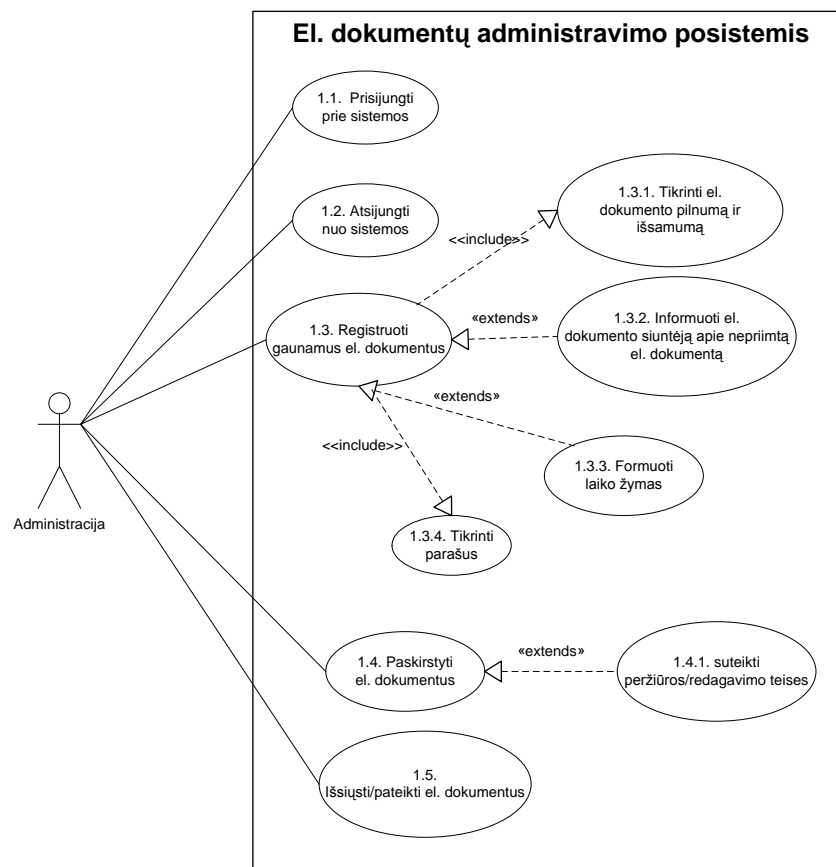 El. dokumentų administravimo posistemis
1.1. Prisijungti
prie sistemos
1.2. Atsijungti
nuo sistemos
1.3.1. Tikrinti el.
dokumento pilnumą ir
išsamumą
<<include>>
1.3. Registruoti
gaunamus el. dokumentus
«extends»
1.3.2. Informuoti el.
dokumento siuntėją apie nepriimtą
el. dokumentą
«extends»
<<include>>
1.3.3. Formuoti
laiko žymas
Administracija
1.3.4. Tikrinti
parašus
1.4. Paskirstyti
el. dokumentus
«extends»
1.4.1. suteikti
peržiūros/redagavimo teises
1.5.
Išsiųsti/pateikti el. dokumentus